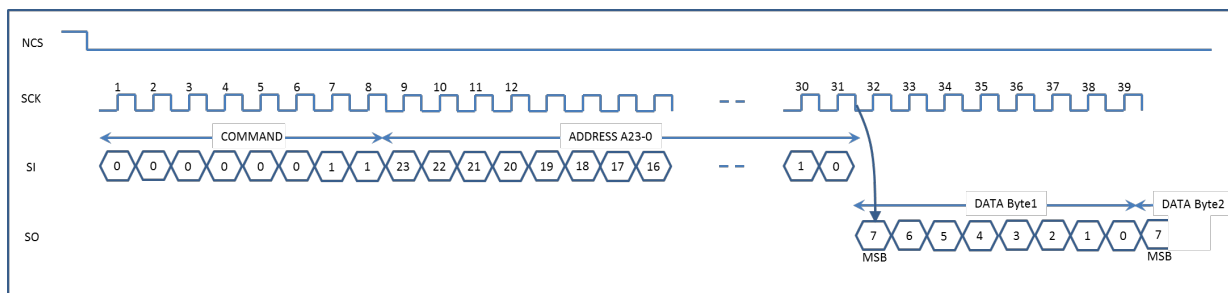 NCS
1 2 3 4 5 6 7 8 9 10 11 12 30 31 32 33 34 35 36 37 38 39
SCK
COMMAND ADDRESS A23-0
SI 0 0 0 0 0 0 1 1 23 22 21 20 19 18 17 16 1 0
DATA Byte1 DATA Byte2
SO 7 6 5 4 3 2 1 0 7
MSB MSB